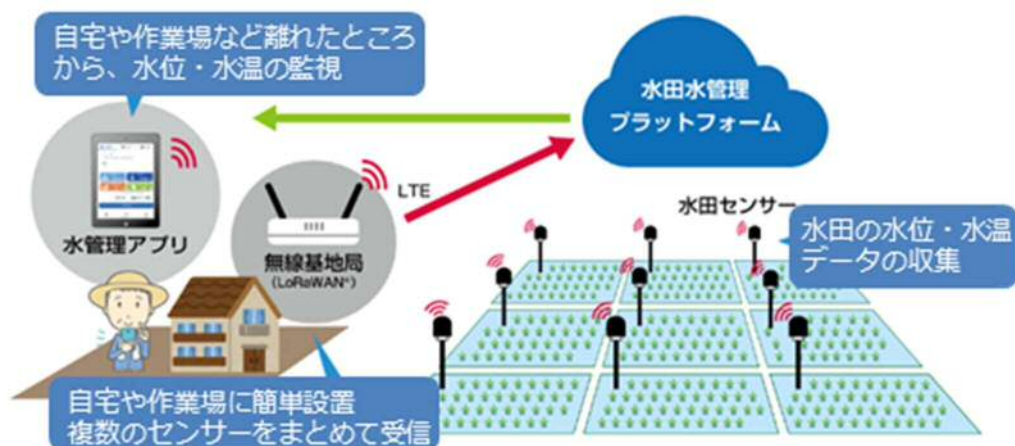 自宅や作業場など離れたところ
から、水位・水温の監視
水田水管理
プラットフォーム
LTE
水管理アプリ
無線基地局
(LoRaWAN®)
水田センサー
水田の水位・水温
データの収集
自宅や作業場に簡単設置
複数のセンサーをまとめて受信